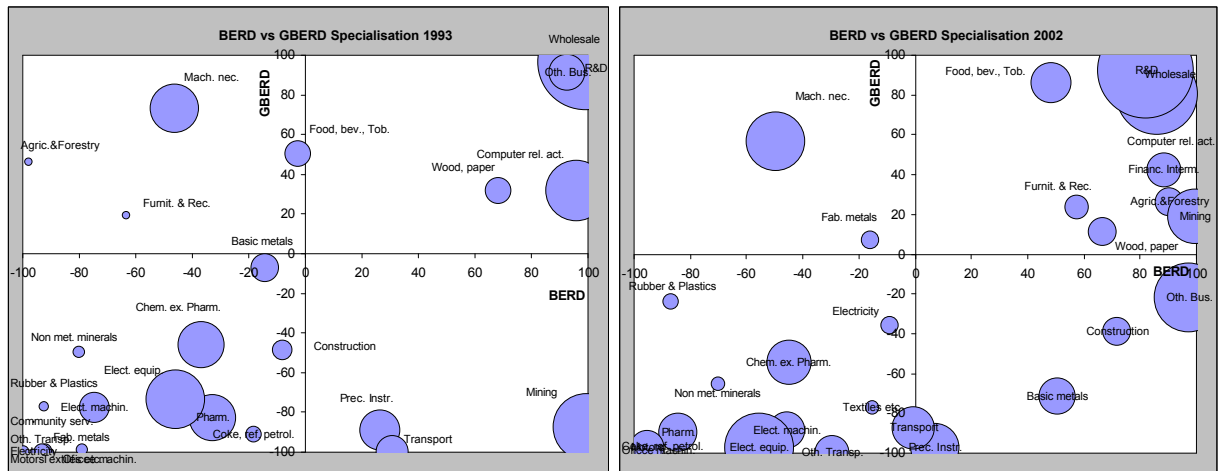 BERD vs GBERD Specialisation 1993
Wholesale
100
80
60
40
20
0
-20
-40
-60
-80
-100
-100
-80
-60
-40
-20
0
20
40
60
80
100
GBERD
BERD
Mach. nec.
Oth. Bus.
R&D
Agric.&Forestry
Food, bev., Tob.
Computer rel. act.
Wood, paper
Furnit. & Rec.
Basic metals
Chem. ex. Pharm.
Non met. minerals
Construction
Elect. equip.
Rubber & Plastics
Elect. machin.
Pharm.
Prec. Instr.
Mining
Community serv.
Coke, ref. petrol.
Transport
Oth. Transp.
Fab. metals
Electricity
BERD vs GBERD Specialisation 2002
100
80
60
40
20
0
-20
-40
-60
-80
-100
-100
-80
-60
-40
-20
0
20
40
60
80
100
GBERD
BERD
Food, bev., Tob.
R&D
Wholesale
Mach. nec.
Computer rel. act.
Financ. Interm.
Furnit. & Rec.
Agric.&Forestry
Fab. metals
Mining
Wood, paper
Rubber & Plastics
Oth. Bus.
Electricity
Construction
Chem. ex. Pharm.
Non met. minerals
Basic metals
Textiles etc.
Pharm.
Elect. machin.
Transport
Coke, ref. petrol.
Elect. equip.
Oth. Transp.
Prec. Instr.